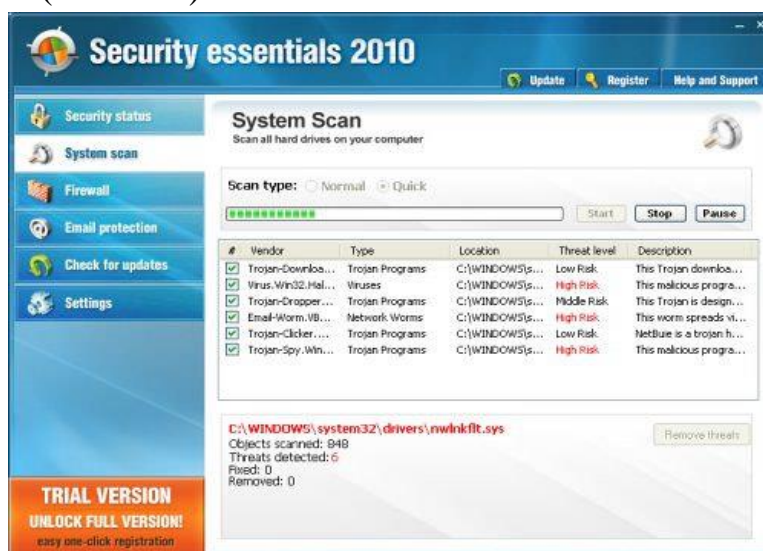 Security essentials 2010
Update Register Help and Support
Security status
System scan
Firewall
Email protection
Check for updates
Settings
TRIAL VERSION
UNLOCK FULL VERSION!
easy one-click registration
System Scan
Scan all hard drives on your computer
Scan type: Normal Quick
Start Stop Pause
# Vendor Type Location Threat level Description
Trojan-Downloa... Trojan Programs C:\WINDOWS\s... Low Risk This Trojan downloa...
Virus.Win32.Mal... Viruses C:\WINDOWS\s... High Risk This malicious progra...
Trojan-Dropper... Trojan Programs C:\WINDOWS\s... Middle Risk This Trojan is design...
Email-Worm.VB... Network Worms C:\WINDOWS\s... High Risk This worm spreads vi...
Trojan-Clicker.... Trojan Programs C:\WINDOWS\s... Low Risk NetBuie is a trojan h...
Trojan-Spy.Win... Trojan Programs C:\WINDOWS\s... High Risk This malicious progra...
C:\WINDOWS\system32\drivers\nwlnkflt.sys
Objects scanned: 848
Threats detected: 6
Fixed: 0
Removed: 0
Remove threats